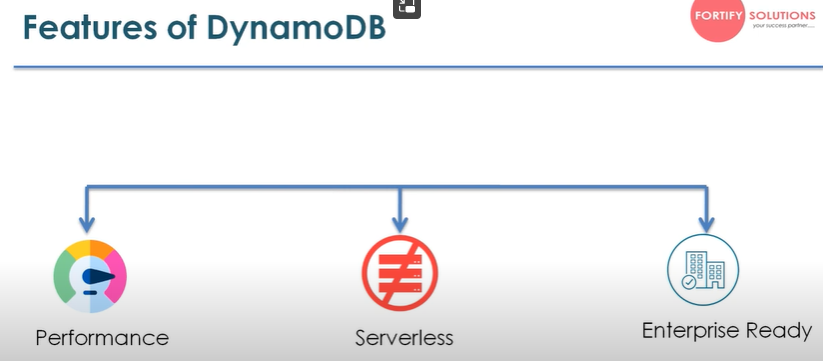 Features of DynamoDB
FORTIFY SOLUTIONS
your success partner....
Performance
Serverless
Enterprise Ready